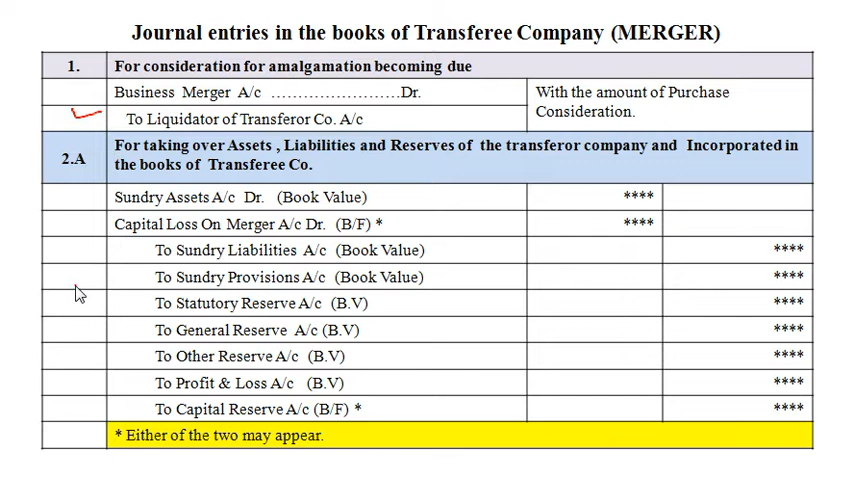 Journal entries in the books of Transferee Company (MERGER)
1. For consideration for amalgamation becoming due
Business Merger A/c ........................Dr. With the amount of Purchase
Consideration.
To Liquidator of Transferor Co. A/c
2.A For taking over Assets , Liabilities and Reserves of the transferor company and Incorporated in
the books of Transferee Co.
Sundry Assets A/c Dr. (Book Value) ****
Capital Loss On Merger A/c Dr. (B/F) * ****
To Sundry Liabilities A/c (Book Value) ****
To Sundry Provisions A/c (Book Value) ****
To Statutory Reserve A/c (B.V) ****
To General Reserve A/c (B.V) ****
To Other Reserve A/c (B.V) ****
To Profit & Loss A/c (B.V) ****
To Capital Reserve A/c (B/F) * ****
* Either of the two may appear.